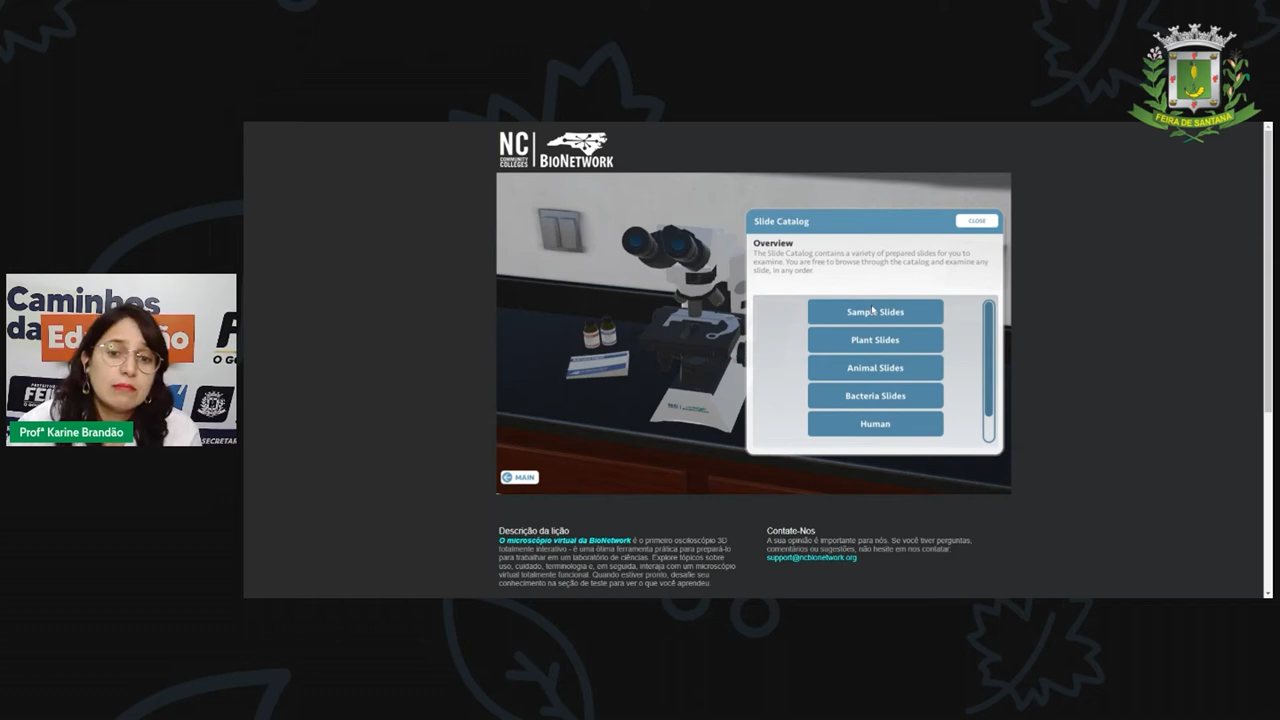 FEIRA DE SANTANA
NC
COMMUNITY
COLLEGES
BIONETWORK
Slide Catalog
CLOSE
Overview
The Slide Catalog contains a variety of prepared slides for you to
examine. You are free to browse through the catalog and examine any
slide, in any order.
Sample Slides
Plant Slides
Animal Slides
Bacteria Slides
Human
MAIN
Caminhos
da
Edu
ão
O GO
PREFEITURA
FEI
SECRETAR
Profª Karine Brandão
Descrição da lição
O microscópio virtual da BioNetwork é o primeiro osciloscópio 3D
totalmente interativo - é uma ótima ferramenta prática para prepará-lo
para trabalhar em um laboratório de ciências. Explore tópicos sobre
uso, cuidado, terminologia e, em seguida, interaja com um microscópio
virtual totalmente funcional. Quando estiver pronto, desafie seu
conhecimento na seção de teste para ver o que você aprendeu.
Contate-Nos
A sua opinião é importante para nós. Se você tiver perguntas,
comentários ou sugestões, não hesite em nos contatar.
support@ncbionetwork.org